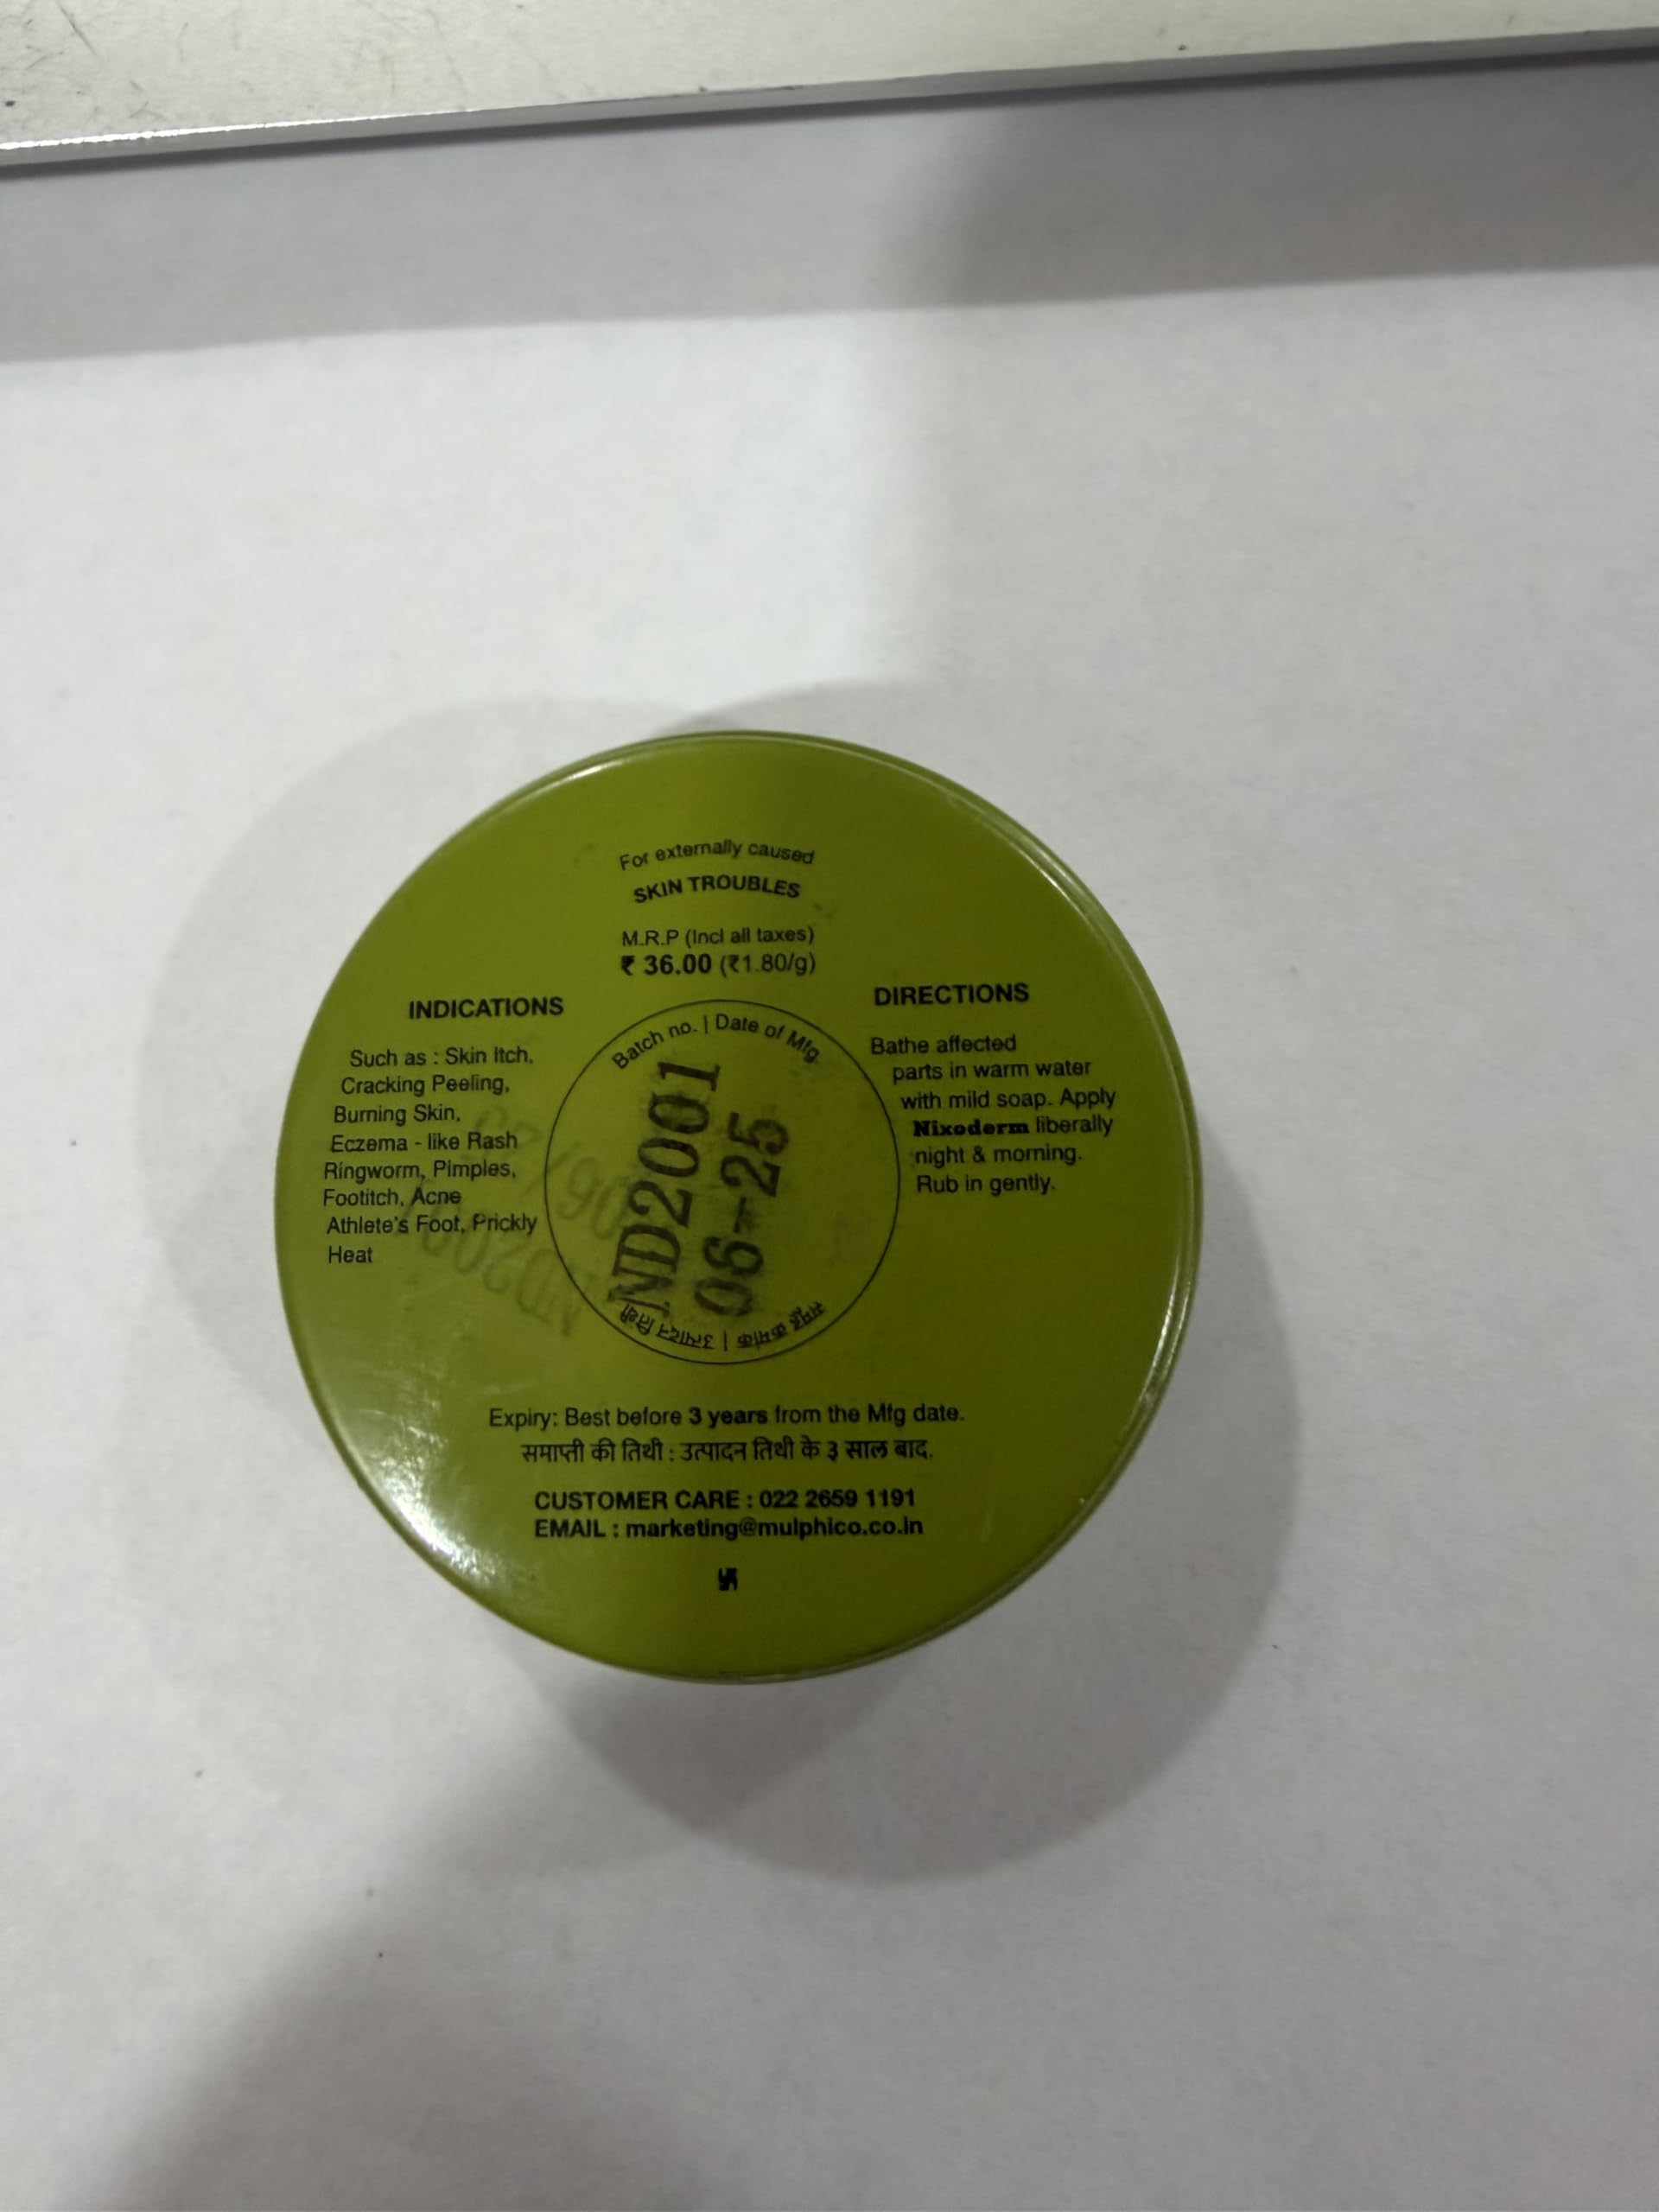 For externally caused
SKIN TROUBLES
M.R.P (Incl all taxes)
₹ 36.00 (₹1.80/g)
INDICATIONS
Such as : Skin Itch,
Cracking Peeling,
Burning Skin,
Eczema - like Rash
Ringworm, Pimples,
Footitch, Acne
Athlete's Foot, Prickly
Heat
Batch no. | Date of Mfg
ND2001
06-25
समूह क्रमांक | उत्पादन तिथी
DIRECTIONS
Bathe affected
parts in warm water
with mild soap. Apply
Nixoderm liberally
night & morning.
Rub in gently.
Expiry: Best before 3 years from the Mfg date.
समाप्ती की तिथी : उत्पादन तिथी के ३ साल बाद.
CUSTOMER CARE : 022 2659 1191
EMAIL : marketing@mulphico.co.in